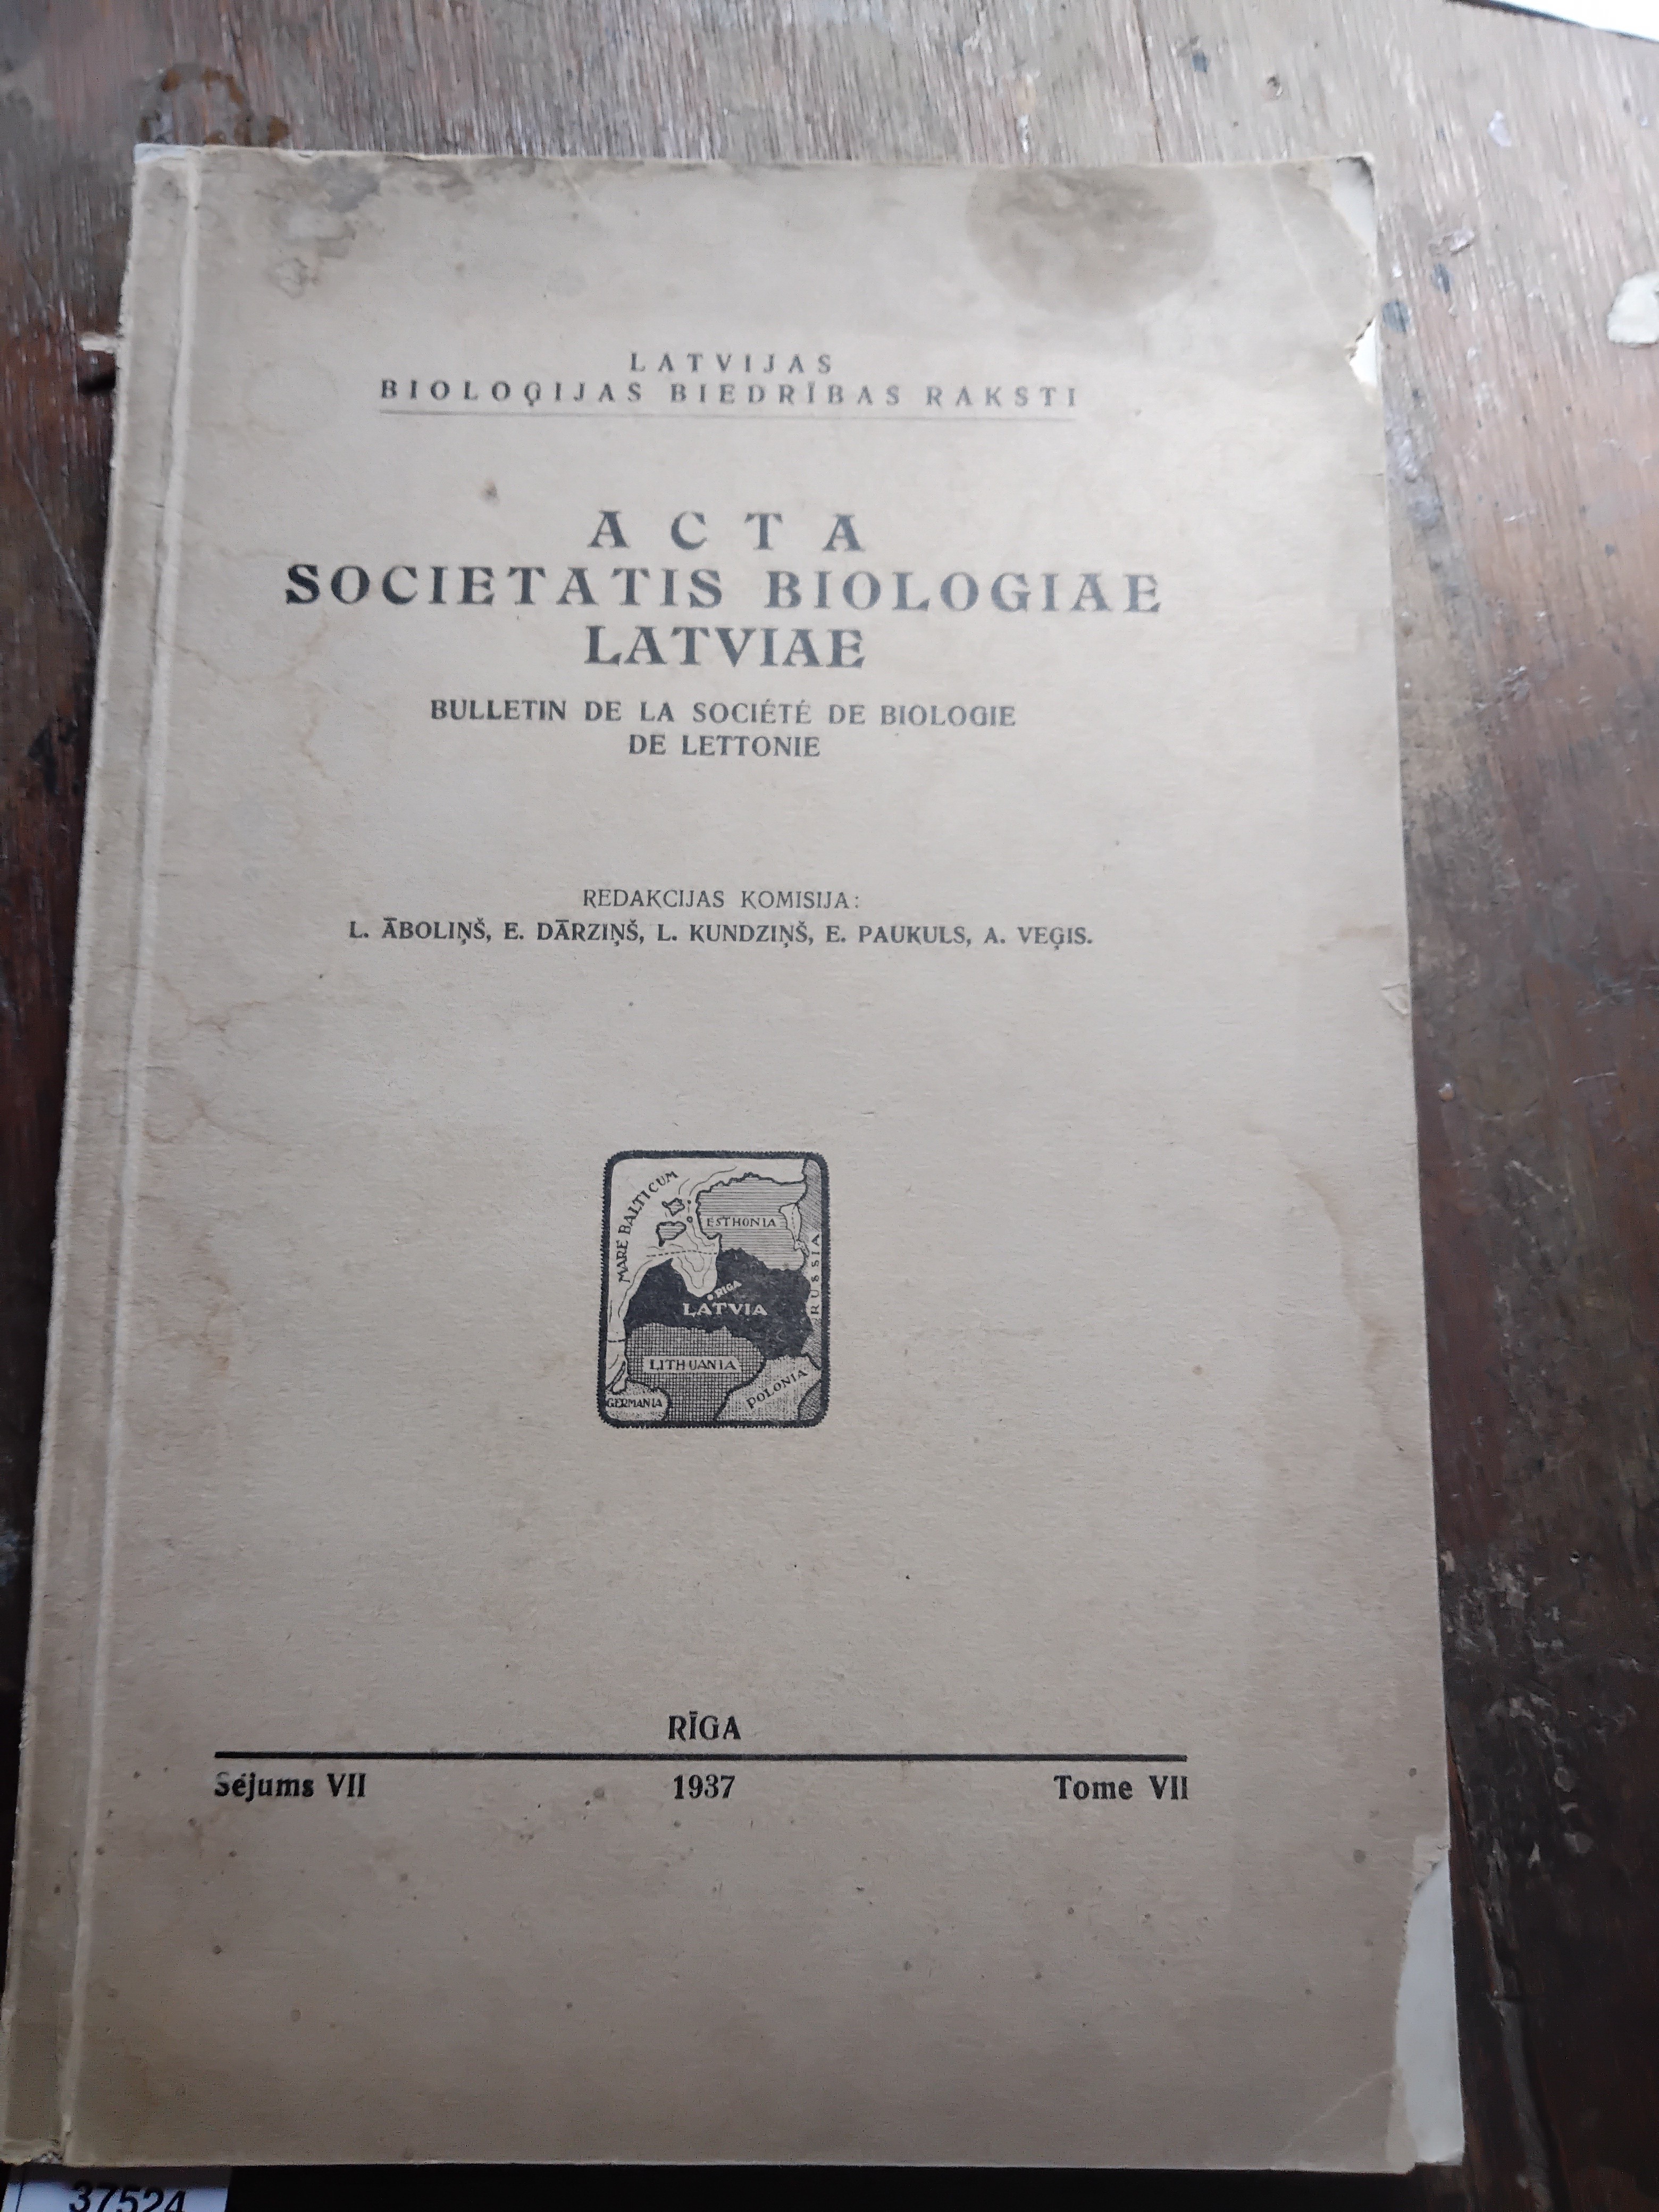 LATVIJAS
BIOLOĢIJAS BIEDRĪBAS RAKSTI
ACTA
SOCIETATIS BIOLOGIAE
LATVIAE
BULLETIN DE LA SOCIÉTÉ DE BIOLOGIE
DE LETTONIE
REDAKCIJAS KOMISIJA:
L. ĀBOLIŅŠ, E. DĀRZIŅŠ, L. KUNDZIŅŠ, E. PAUKULS, A. VEĢIS.
MARE BALTICUM
ESTHONIA
RUSSIA
RIGA
LATVIA
LITHUANIA
POLONIA
GERMANIA
RĪGA
Sējums VII 1937 Tome VII
37524